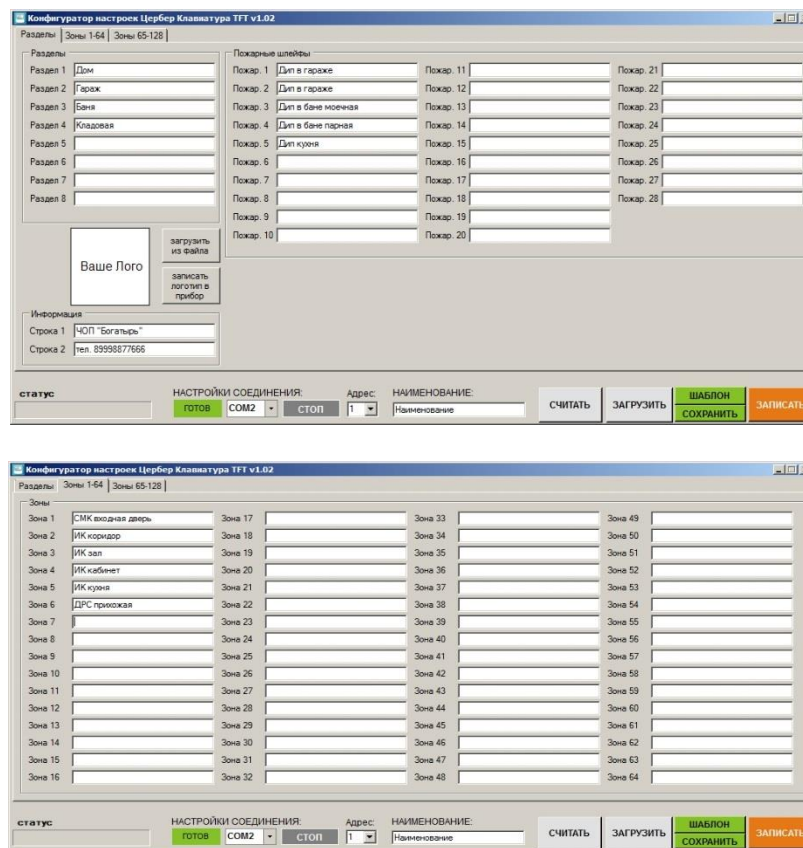 Конфигуратор настроек Цербер Клавиатура TFT v1.02
Разделы Зоны 1-64 Зоны 65-128
Разделы
Раздел 1 Дом
Раздел 2 Гараж
Раздел 3 Баня
Раздел 4 Кладовая
Раздел 5
Раздел 6
Раздел 7
Раздел 8
Пожарные шлейфы
Пожар. 1 Дип в гараже
Пожар. 2 Дип в гараже
Пожар. 3 Дип в бане моечная
Пожар. 4 Дип в бане парная
Пожар. 5 Дип кухня
Пожар. 6
Пожар. 7
Пожар. 8
Пожар. 9
Пожар. 10
Пожар. 11
Пожар. 12
Пожар. 13
Пожар. 14
Пожар. 15
Пожар. 16
Пожар. 17
Пожар. 18
Пожар. 19
Пожар. 20
Пожар. 21
Пожар. 22
Пожар. 23
Пожар. 24
Пожар. 25
Пожар. 26
Пожар. 27
Пожар. 28
Ваше Лого
загрузить
из файла
записать
логотип в
прибор
Информация
Строка 1 ЧОП "Богатырь"
Строка 2 тел. 89998877666
статус
НАСТРОЙКИ СОЕДИНЕНИЯ: Адрес: НАИМЕНОВАНИЕ:
ГОТОВ COM2 СТОП 1 Наименование
СЧИТАТЬ ЗАГРУЗИТЬ ШАБЛОН СОХРАНИТЬ ЗАПИСАТЬ
Конфигуратор настроек Цербер Клавиатура TFT v1.02
Разделы Зоны 1-64 Зоны 65-128
Зоны
Зона 1 СМК входная дверь
Зона 2 ИК коридор
Зона 3 ИК зал
Зона 4 ИК кабинет
Зона 5 ИК кухня
Зона 6 ДРС прихожая
Зона 7
Зона 8
Зона 9
Зона 10
Зона 11
Зона 12
Зона 13
Зона 14
Зона 15
Зона 16
Зона 17
Зона 18
Зона 19
Зона 20
Зона 21
Зона 22
Зона 23
Зона 24
Зона 25
Зона 26
Зона 27
Зона 28
Зона 29
Зона 30
Зона 31
Зона 32
Зона 33
Зона 34
Зона 35
Зона 36
Зона 37
Зона 38
Зона 39
Зона 40
Зона 41
Зона 42
Зона 43
Зона 44
Зона 45
Зона 46
Зона 47
Зона 48
Зона 49
Зона 50
Зона 51
Зона 52
Зона 53
Зона 54
Зона 55
Зона 56
Зона 57
Зона 58
Зона 59
Зона 60
Зона 61
Зона 62
Зона 63
Зона 64
статус
НАСТРОЙКИ СОЕДИНЕНИЯ: Адрес: НАИМЕНОВАНИЕ:
ГОТОВ COM2 СТОП 1 Наименование
СЧИТАТЬ ЗАГРУЗИТЬ ШАБЛОН СОХРАНИТЬ ЗАПИСАТЬ